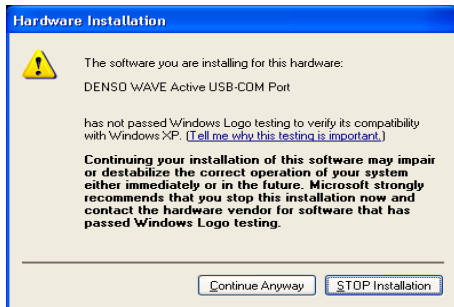 Hardware Installation
The software you are installing for this hardware:
DENSO WAVE Active USB-COM Port
has not passed Windows Logo testing to verify its compatibility
with Windows XP. (Tell me why this testing is important.)
Continuing your installation of this software may impair
or destabilize the correct operation of your system
either immediately or in the future. Microsoft strongly
recommends that you stop this installation now and
contact the hardware vendor for software that has
passed Windows Logo testing.
Continue Anyway STOP Installation